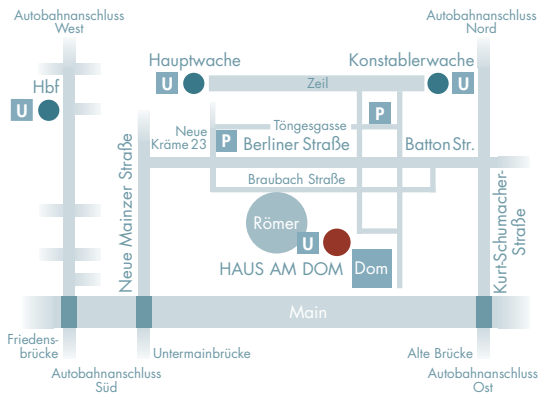 Autobahnanschluss
West
Autobahnanschluss
Nord
Hauptwache
Konstablerwache
U
Zeil
U
Hbf
U
P
Neue
Kräme 23
P
Töngesgasse
Berliner Straße
Batton Str.
Neue Mainzer Straße
Braubach Straße
Kurt-Schumacher-
Straße
Römer
U
HAUS AM DOM
Dom
Main
Friedens-
brücke
Untermainbrücke
Alte Brücke
Autobahnanschluss
Süd
Autobahnanschluss
Ost